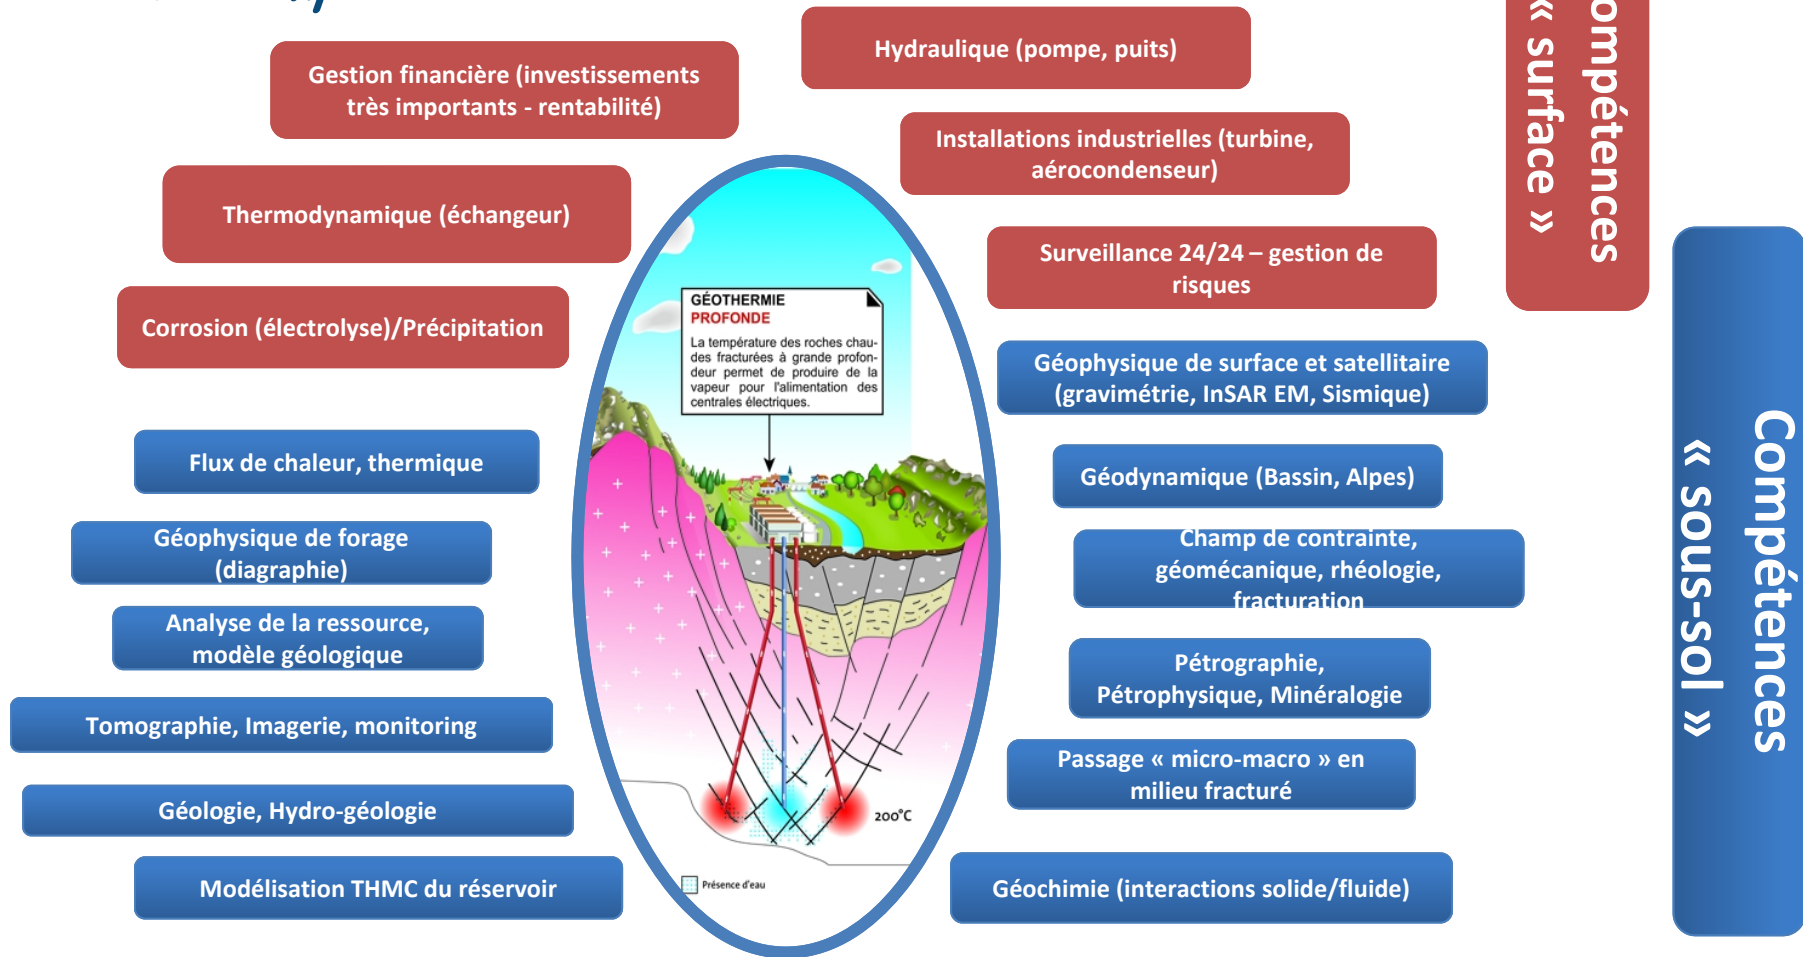 Gestion financière (investissements
très importants - rentabilité)
Hydraulique (pompe, puits)
Installations industrielles (turbine,
aérocondenseur)
Thermodynamique (échangeur)
Surveillance 24/24 – gestion de
risques
Corrosion (électrolyse)/Précipitation
ompétences
« surface »
GÉOTHERMIE
PROFONDE
La température des roches chau-
des fracturées à grande profon-
deur permet de produire de la
vapeur pour l'alimentation des
centrales électriques.
Géophysique de surface et satellitaire
(gravimétrie, InSAR EM, Sismique)
Flux de chaleur, thermique
Géodynamique (Bassin, Alpes)
Géophysique de forage
(diagraphie)
Champ de contrainte,
géomécanique, rhéologie,
fracturation
Analyse de la ressource,
modèle géologique
Pétrographie,
Pétrophysique, Minéralogie
Tomographie, Imagerie, monitoring
Passage « micro-macro » en
milieu fracturé
Géologie, Hydro-géologie
200°C
Modélisation THMC du réservoir
Présence d'eau
Géochimie (interactions solide/fluide)
Compétences
« sous-sol »